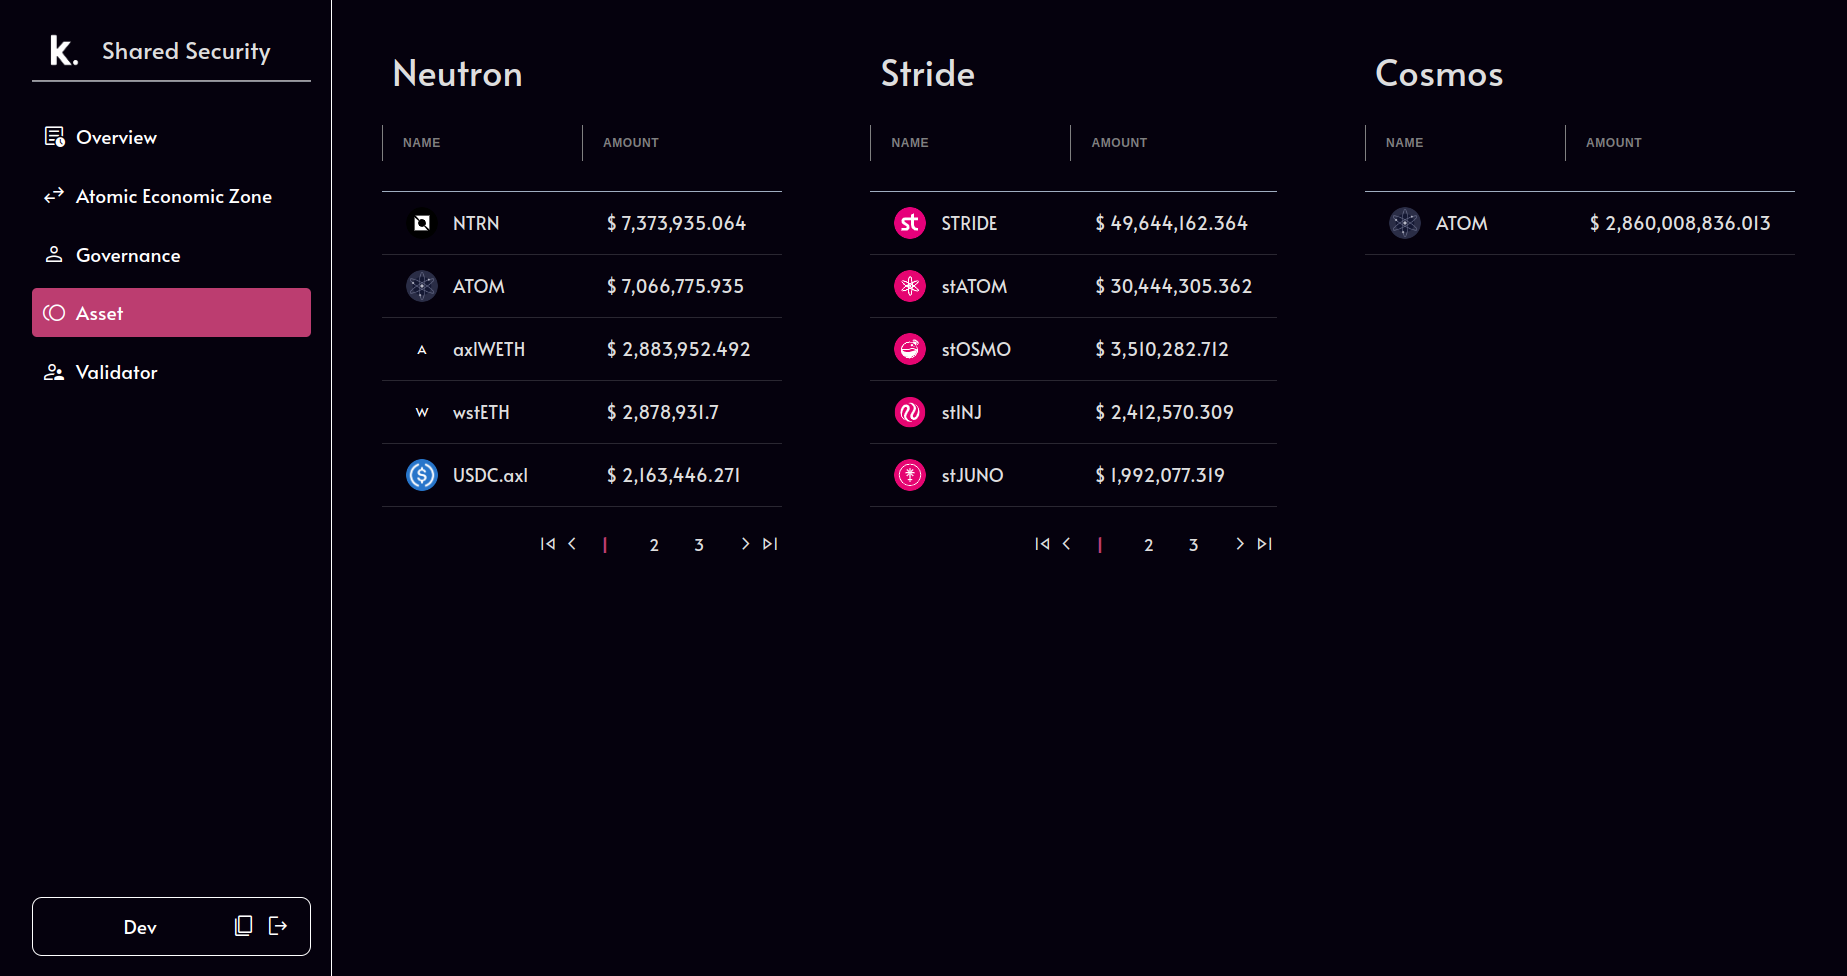 k. Shared Security
Overview
Atomic Economic Zone
Governance
Asset
Validator
Dev
Neutron
NAME AMOUNT
NTRN $ 7,373,935.064
ATOM $ 7,066,775.935
A axlWETH $ 2,883,952.492
W wstETH $ 2,878,931.7
USDC.axl $ 2,163,446.271
1 2 3
Stride
NAME AMOUNT
st STRIDE $ 49,644,162.364
stATOM $ 30,444,305.362
stOSMO $ 3,510,282.712
stINJ $ 2,412,570.309
stJUNO $ 1,992,077.319
1 2 3
Cosmos
NAME AMOUNT
ATOM $ 2,860,008,836.013